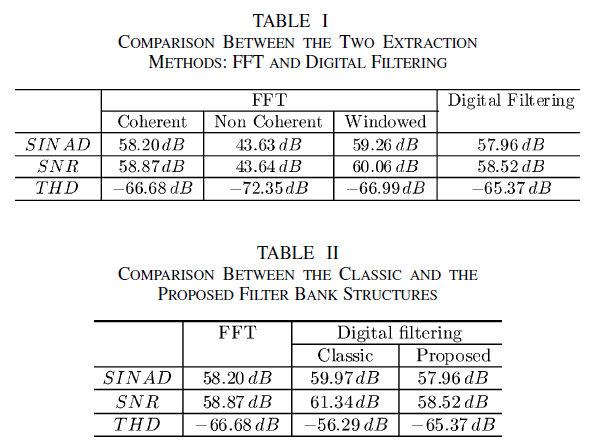 TABLE I
COMPARISON BETWEEN THE TWO EXTRACTION
METHODS: FFT AND DIGITAL FILTERING
FFT Digital Filtering
Coherent Non Coherent Windowed
SINAD 58.20 dB 43.63 dB 59.26 dB 57.96 dB
SNR 58.87 dB 43.64 dB 60.06 dB 58.52 dB
THD −66.68 dB −72.35 dB −66.99 dB −65.37 dB
TABLE II
COMPARISON BETWEEN THE CLASSIC AND THE
PROPOSED FILTER BANK STRUCTURES
FFT Digital filtering
Classic Proposed
SINAD 58.20 dB 59.97 dB 57.96 dB
SNR 58.87 dB 61.34 dB 58.52 dB
THD −66.68 dB −56.29 dB −65.37 dB